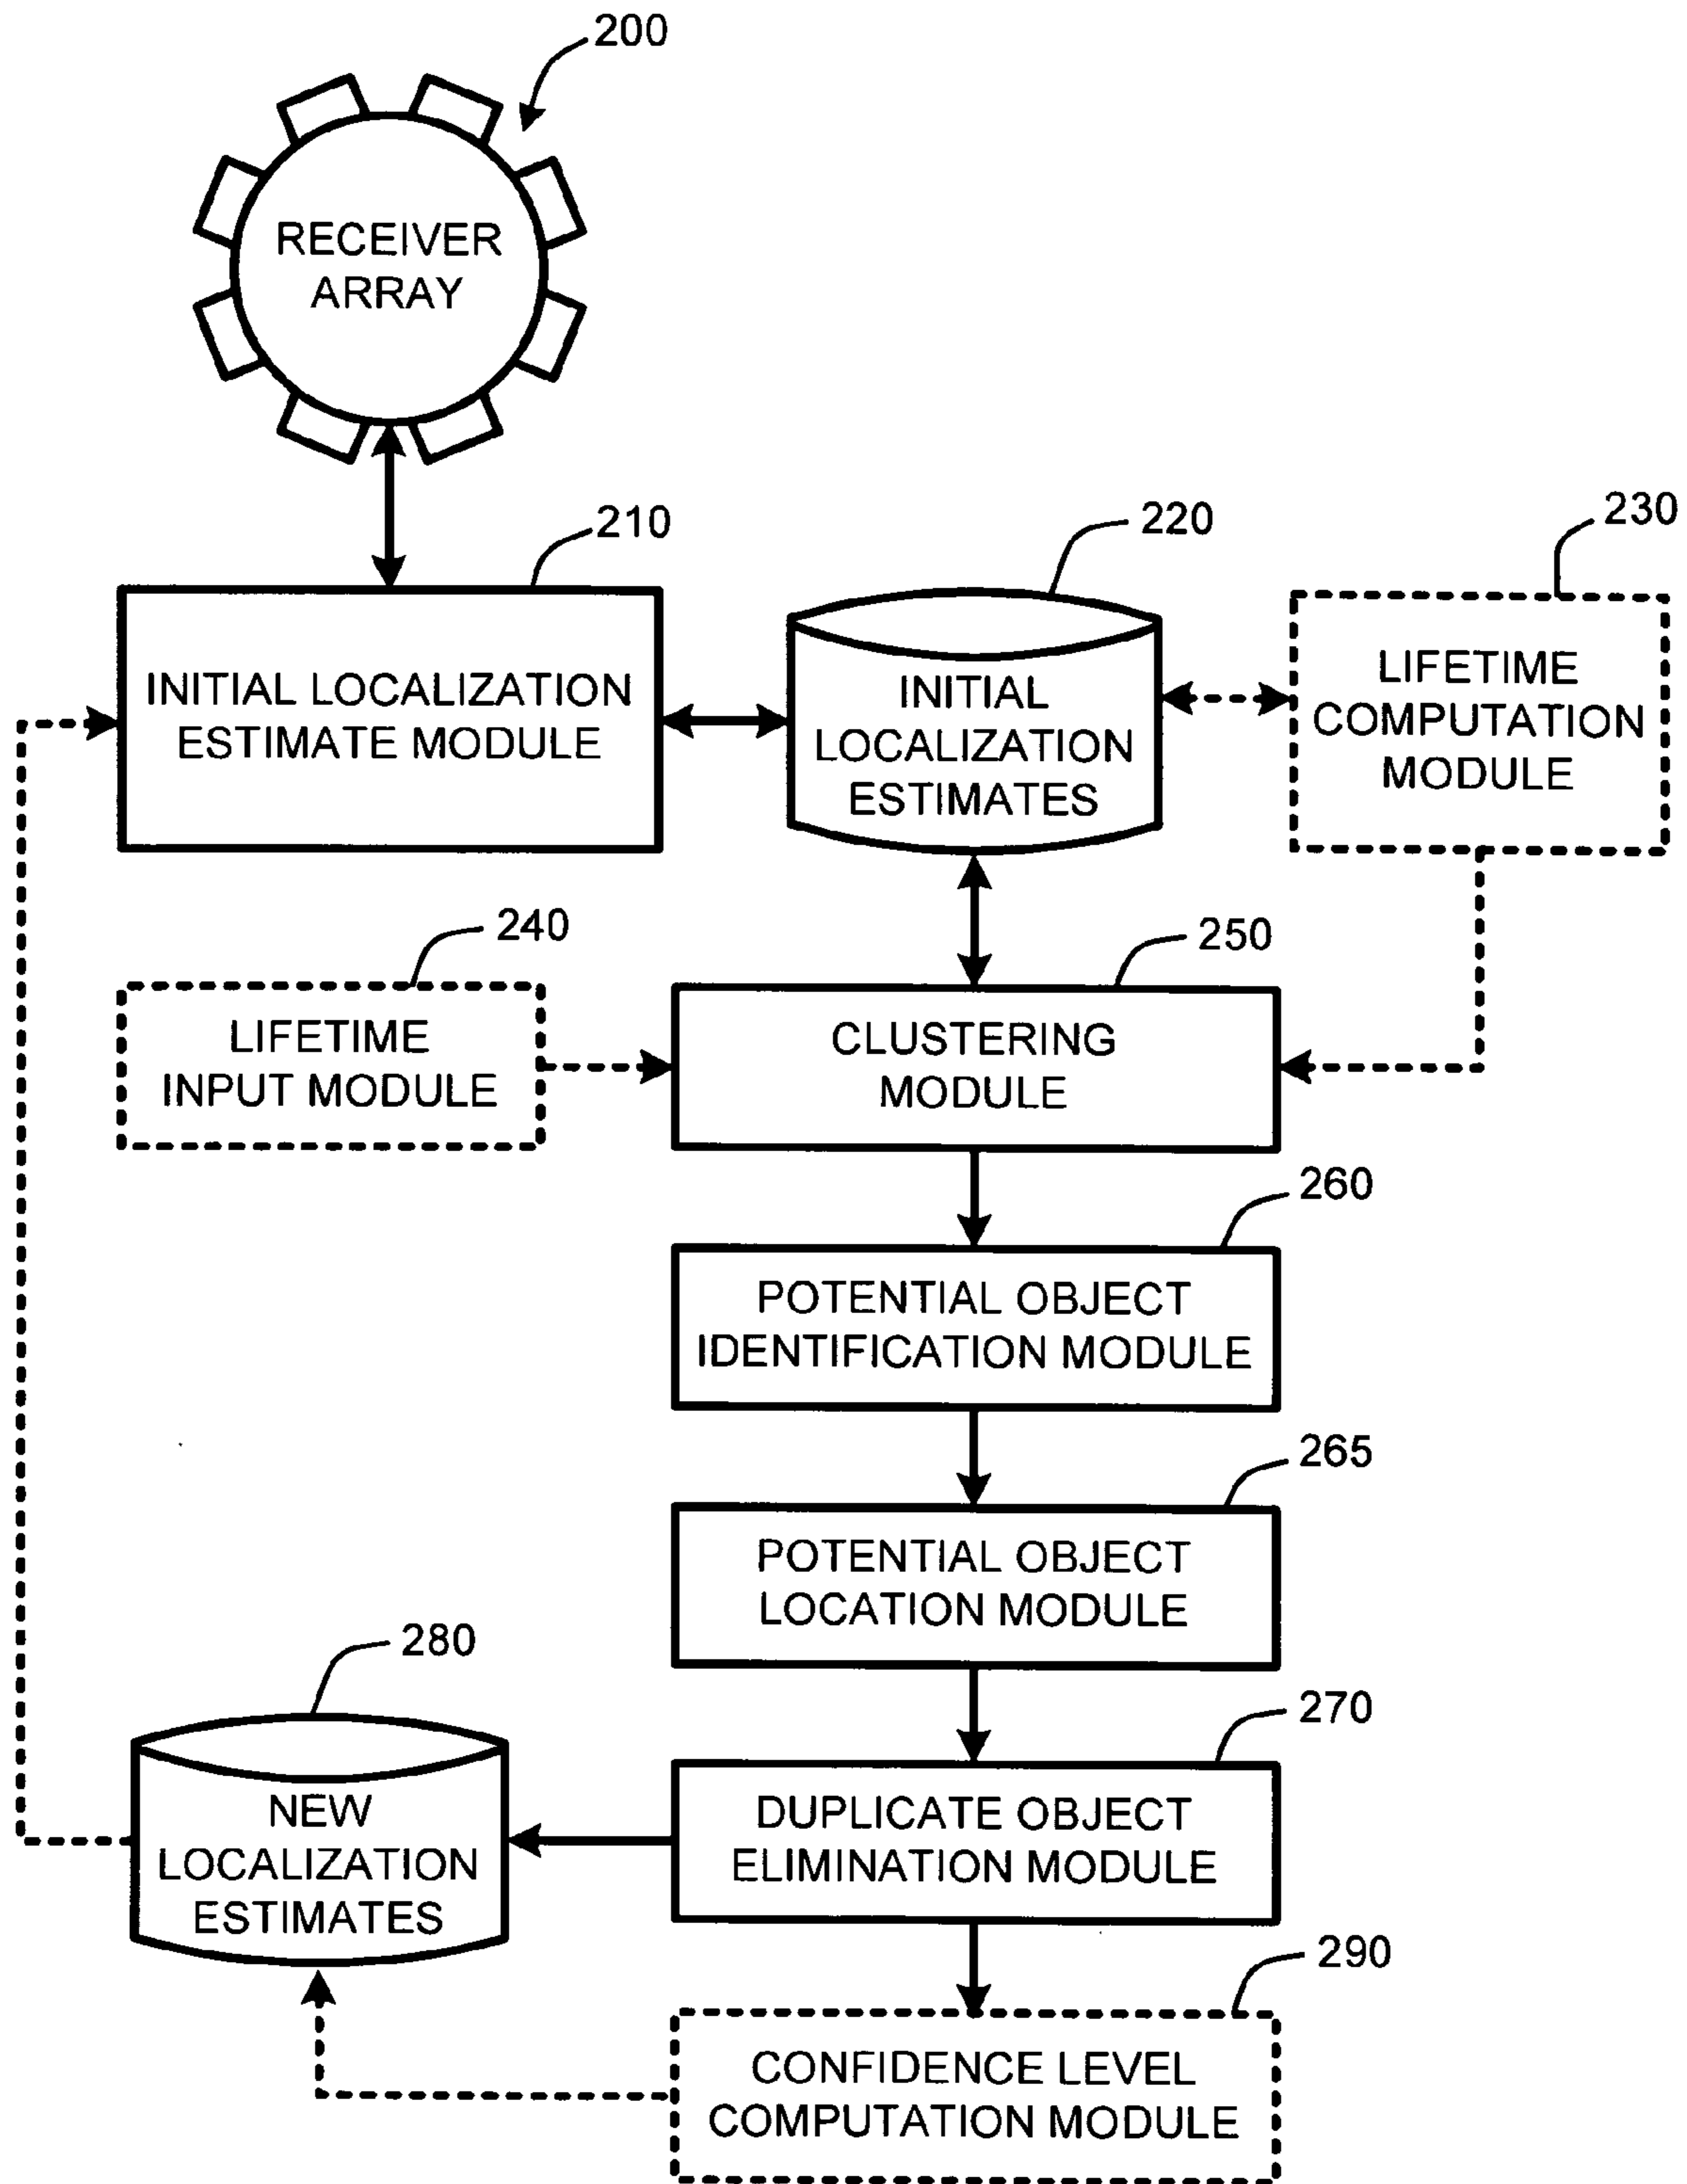 200
RECEIVER
ARRAY
210
220
230
INITIAL LOCALIZATION
ESTIMATE MODULE
INITIAL
LOCALIZATION
ESTIMATES
LIFETIME
COMPUTATION
MODULE
240
250
LIFETIME
INPUT MODULE
CLUSTERING
MODULE
260
POTENTIAL OBJECT
IDENTIFICATION MODULE
265
POTENTIAL OBJECT
LOCATION MODULE
280
270
NEW
LOCALIZATION
ESTIMATES
DUPLICATE OBJECT
ELIMINATION MODULE
290
CONFIDENCE LEVEL
COMPUTATION MODULE